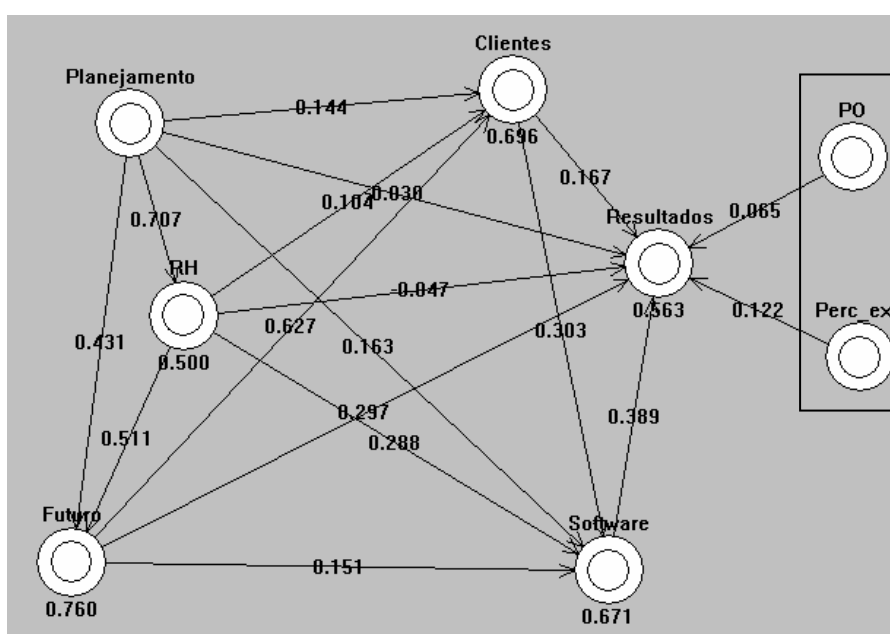 Clientes
Planejamento
0.144
0.696
PO
0.167
0.104
-0.030
0.707
Resultados
0.065
RH
-0.047
0.563
0.122
Perc_ex
0.627
0.303
0.431
0.163
0.500
0.297
0.389
0.511
0.288
Futuro
Software
0.151
0.760
0.671